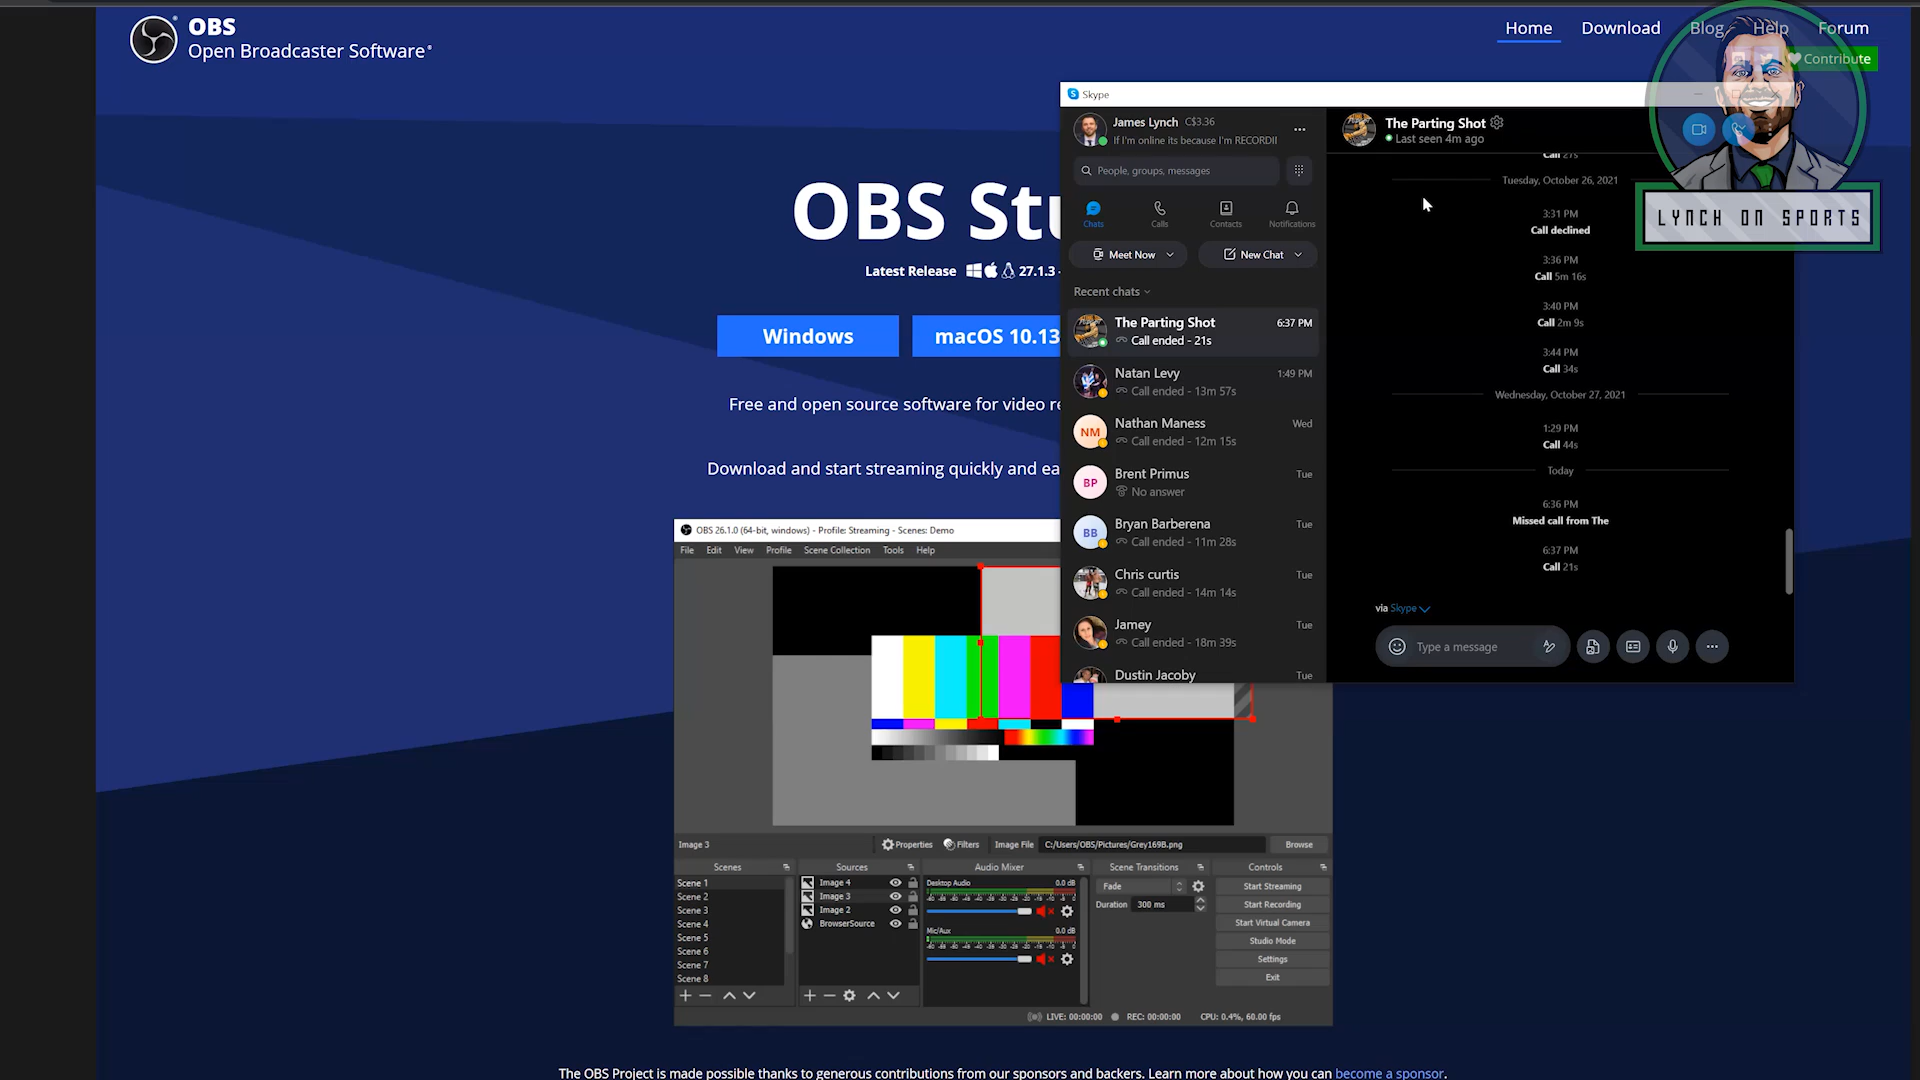 OBS
Open Broadcaster Software
Home
Download
Blog
Help
Forum
Contribute
OBS Stu
Latest Release
27.1.3 -
Windows
macOS 10.13
Free and open source software for video re
Download and start streaming quickly and ea
Skype
James Lynch C$3.36
If I'm online its because I'm RECORDII
People, groups, messages
Chats
Calls
Contacts
Notifications
Meet Now
New Chat
Recent chats
The Parting Shot 6:37 PM
Call ended - 21s
Natan Levy 1:49 PM
Call ended - 13m 57s
Nathan Maness Wed
NM
Call ended - 12m 15s
Brent Primus Tue
BP
No answer
Bryan Barberena Tue
BB
Call ended - 11m 28s
Chris curtis Tue
Call ended - 14m 14s
Jamey Tue
Call ended - 18m 39s
Dustin Jacoby Tue
The Parting Shot
Last seen 4m ago
Call 27s
Tuesday, October 26, 2021
3:31 PM
Call declined
3:36 PM
Call 5m 16s
3:40 PM
Call 2m 9s
3:44 PM
Call 34s
Wednesday, October 27, 2021
1:29 PM
Call 44s
Today
6:36 PM
Missed call from The
6:37 PM
Call 21s
via Skype
Type a message
LYNCH ON SPORTS
OBS 26.1.0 (64-bit, windows) - Profile: Streaming - Scenes: Demo
File Edit View Profile Scene Collection Tools Help
Image 3
Properties
Filters
Image File
C:/Users/OBS/Pictures/Grey169B.png
Browse
Scenes
Scene 1
Scene 2
Scene 3
Scene 4
Scene 5
Scene 6
Scene 7
Scene 8
Sources
Image 4
Image 3
Image 2
BrowserSource
Audio Mixer
Desktop Audio 0.0 dB
Mic/Aux 0.0 dB
Scene Transitions
Fade
Duration 300 ms
Controls
Start Streaming
Start Recording
Start Virtual Camera
Studio Mode
Settings
Exit
LIVE: 00:00:00
REC: 00:00:00
CPU: 0.4%, 60.00 fps
The OBS Project is made possible thanks to generous contributions from our sponsors and backers. Learn more about how you can become a sponsor.